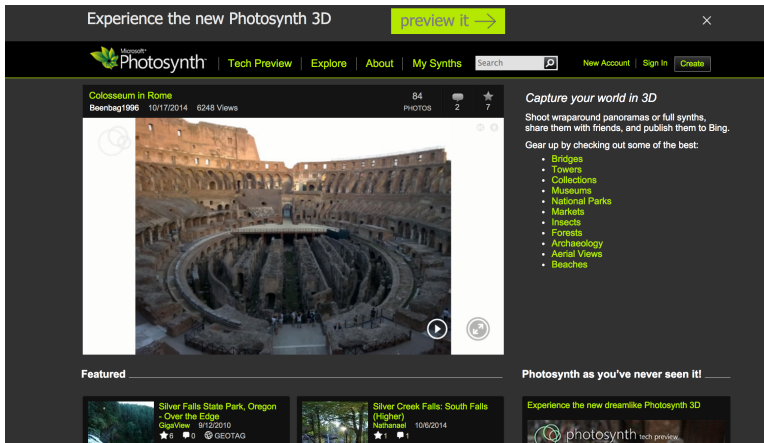 Experience the new Photosynth 3D
preview it
Microsoft®
Photosynth™
Tech Preview
Explore
About
My Synths
Search
New Account
Sign In
Create
Colosseum in Rome
Beenbag1996 10/17/2014 6248 Views
84
PHOTOS
2
7
Capture your world in 3D
Shoot wraparound panoramas or full synths,
share them with friends, and publish them to Bing.
Gear up by checking out some of the best:
Bridges
Towers
Collections
Museums
National Parks
Markets
Insects
Forests
Archaeology
Aerial Views
Beaches
Featured
Silver Falls State Park, Oregon
- Over the Edge
GigaView 9/12/2010
6 0 GEOTAG
Silver Creek Falls: South Falls
(Higher)
Nathanael 10/6/2014
1 1
Photosynth as you've never seen it!
Experience the new dreamlike Photosynth 3D
photosynth tech preview